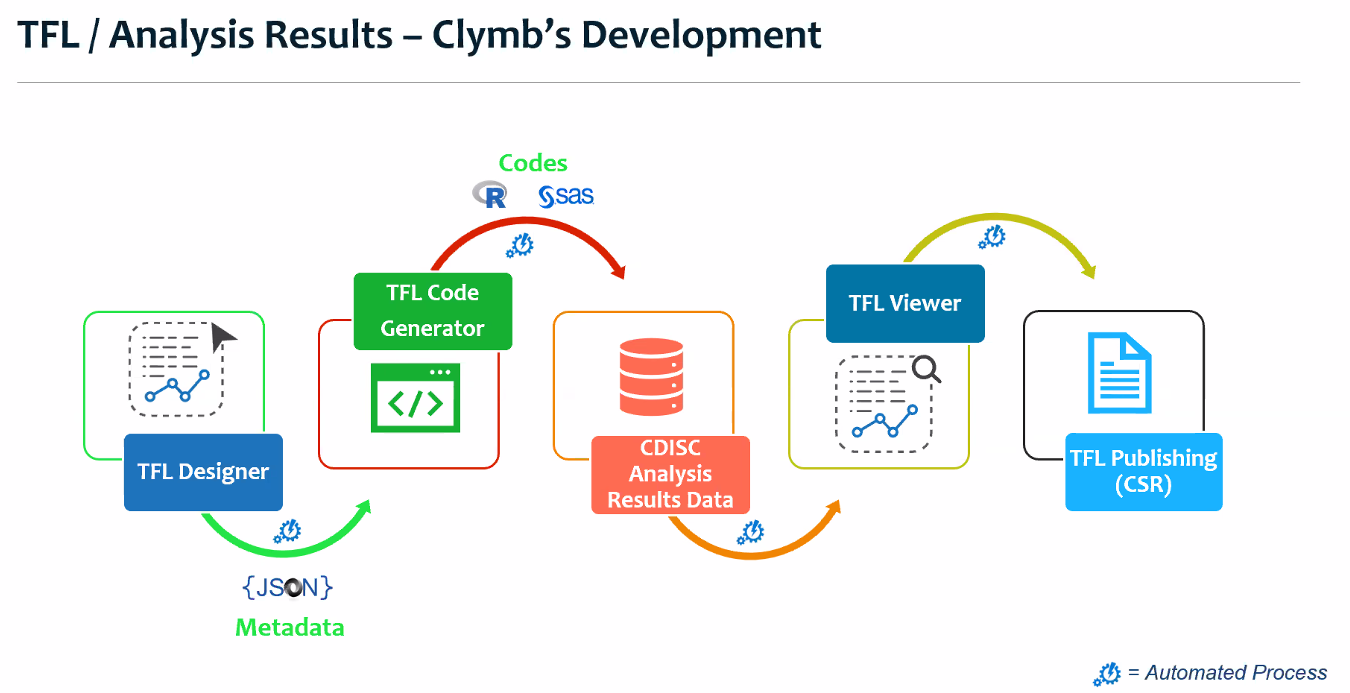 TFL / Analysis Results – Clymb's Development
Codes
R
sas
TFL Code
Generator
TFL Viewer
</>
TFL Designer
CDISC
Analysis
Results Data
TFL Publishing
(CSR)
{JSON}
Metadata
= Automated Process